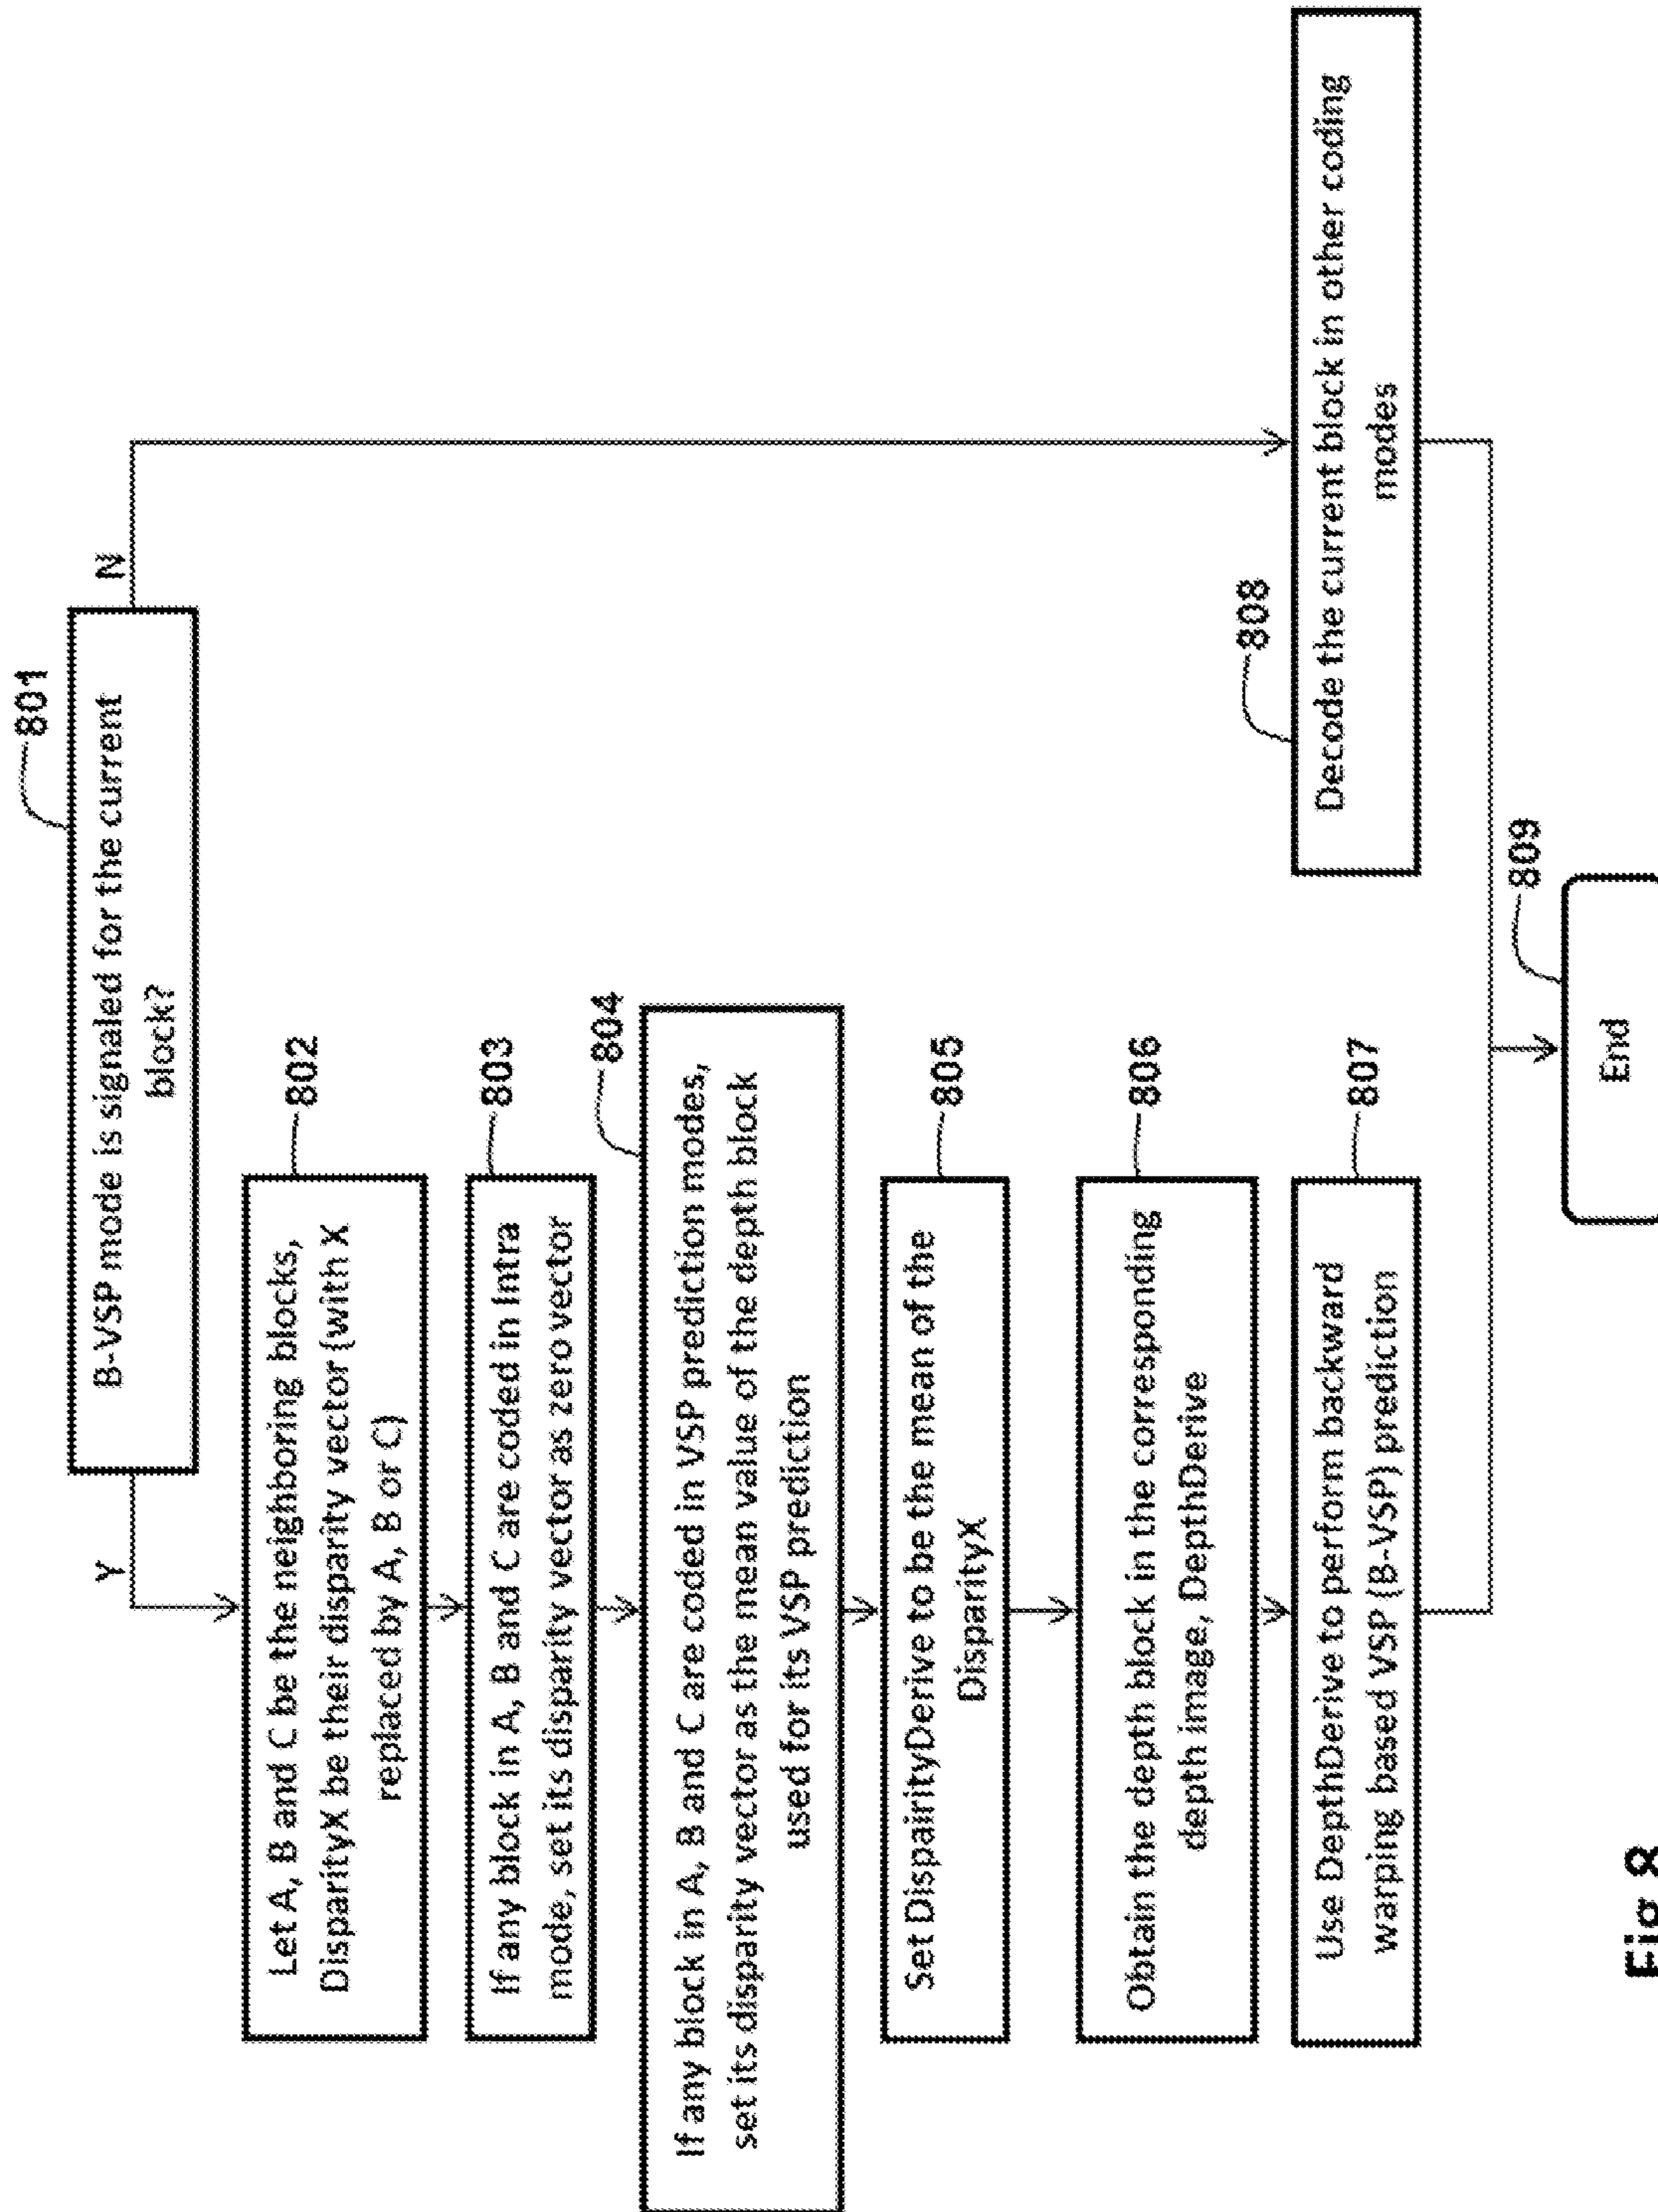 801
B-VSP mode is signaled for the current
block?
Y
N
802
Let A, B and C be the neighboring blocks,
DisparityX be their disparity vector (with X
replaced by A, B or C)
803
If any block in A, B and C are coded in Intra
mode, set its disparity vector as zero vector
804
If any block in A, B and C are coded in VSP prediction modes,
set its disparity vector as the mean value of the depth block
used for its VSP prediction
805
Set DispairityDerive to be the mean of the
DisparityX
806
Obtain the depth block in the corresponding
depth image, DepthDerive
807
Use DepthDerive to perform backward
warping based VSP (B-VSP) prediction
808
Decode the current block in other coding
modes
809
End
Fig 8